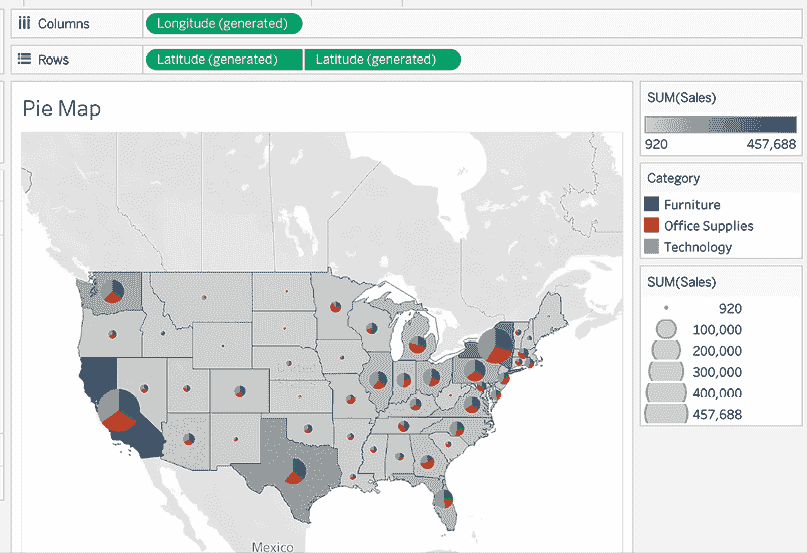 Columns
Longitude (generated)
Rows
Latitude (generated) Latitude (generated)
Pie Map
Mexico
SUM(Sales)
920 457,688
Category
Furniture
Office Supplies
Technology
SUM(Sales)
920
100,000
200,000
300,000
400,000
457,688